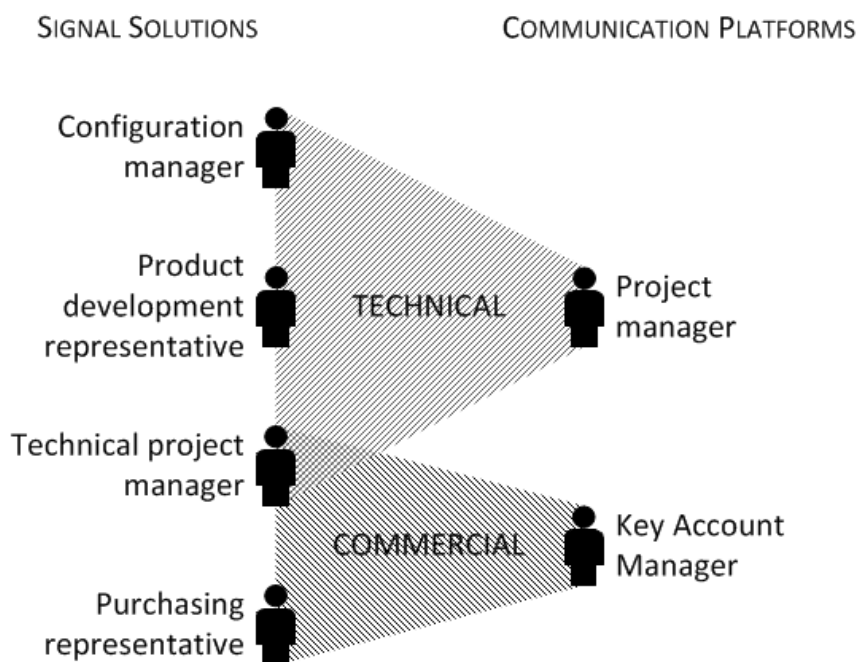 SIGNAL SOLUTIONS
COMMUNICATION PLATFORMS
Configuration
manager
Product
development
representative
TECHNICAL
Project
manager
Technical project
manager
COMMERCIAL
Key Account
Manager
Purchasing
representative